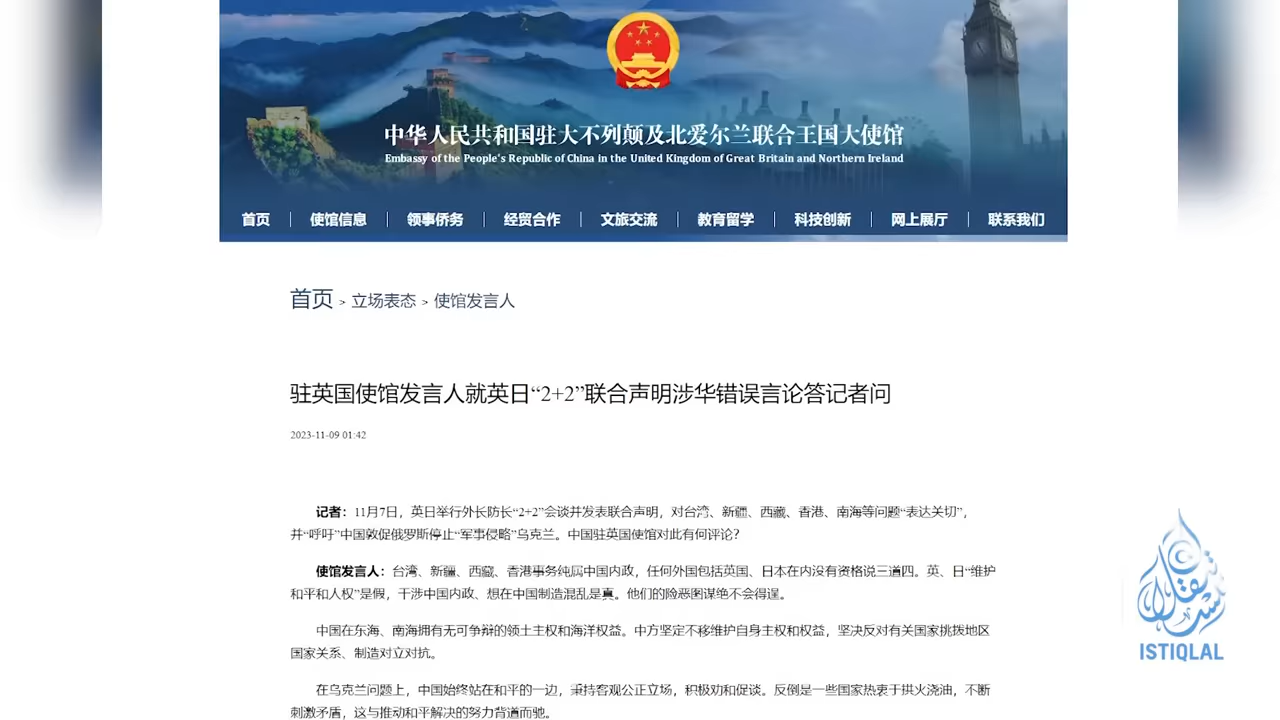 中华人民共和国驻大不列颠及北爱尔兰联合王国大使馆
Embassy of the People's Republic of China in the United Kingdom of Great Britain and Northern Ireland
首页 | 使馆信息 | 领事侨务 | 经贸合作 | 文旅交流 | 教育留学 | 科技创新 | 网上展厅 | 联系我们
首页 > 立场表态 > 使馆发言人
驻英国使馆发言人就英日“2+2”联合声明涉华错误言论答记者问
2023-11-09 01:42
记者：11月7日，英日举行外长防长“2+2”会谈并发表联合声明，对台湾、新疆、西藏、香港、南海等问题“表达关切”，
并“呼吁”中国敦促俄罗斯停止“军事侵略”乌克兰。中国驻英国使馆对此有何评论？
使馆发言人：台湾、新疆、西藏、香港事务纯属中国内政，任何外国包括英国、日本在内没有资格说三道四。英、日“维护
和平和人权”是假，干涉中国内政、想在中国制造混乱是真。他们的险恶图谋绝不会得逞。
中国在东海、南海拥有无可争辩的领土主权和海洋权益。中方坚定不移维护自身主权和权益，坚决反对有关国家挑拨地区
国家关系、制造对立对抗。
在乌克兰问题上，中国始终站在和平的一边，秉持客观公正立场，积极劝和促谈。反倒是一些国家热衷于拱火浇油，不断
刺激矛盾，这与推动和平解决的努力背道而驰。
ISTIQLAL